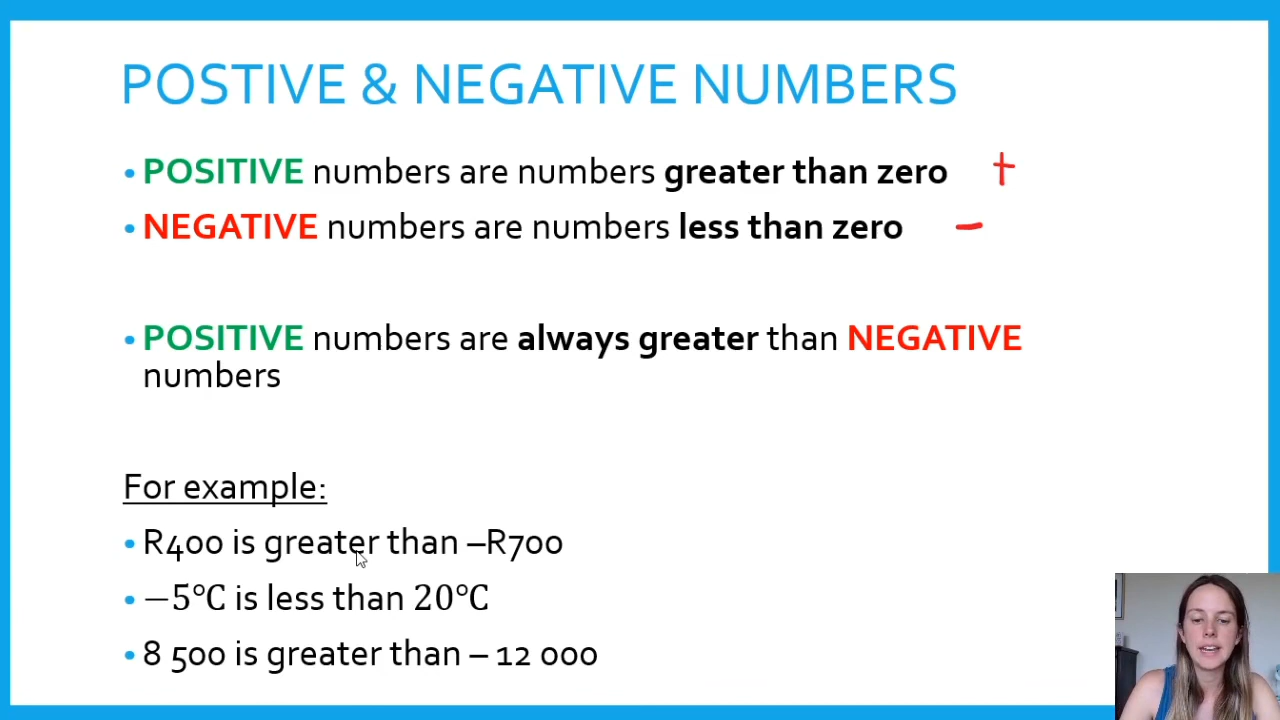 POSTIVE & NEGATIVE NUMBERS
• POSITIVE numbers are numbers greater than zero +
• NEGATIVE numbers are numbers less than zero –
• POSITIVE numbers are always greater than NEGATIVE
numbers
For example:
• R400 is greater than –R700
• −5℃ is less than 20℃
• 8 500 is greater than – 12 000